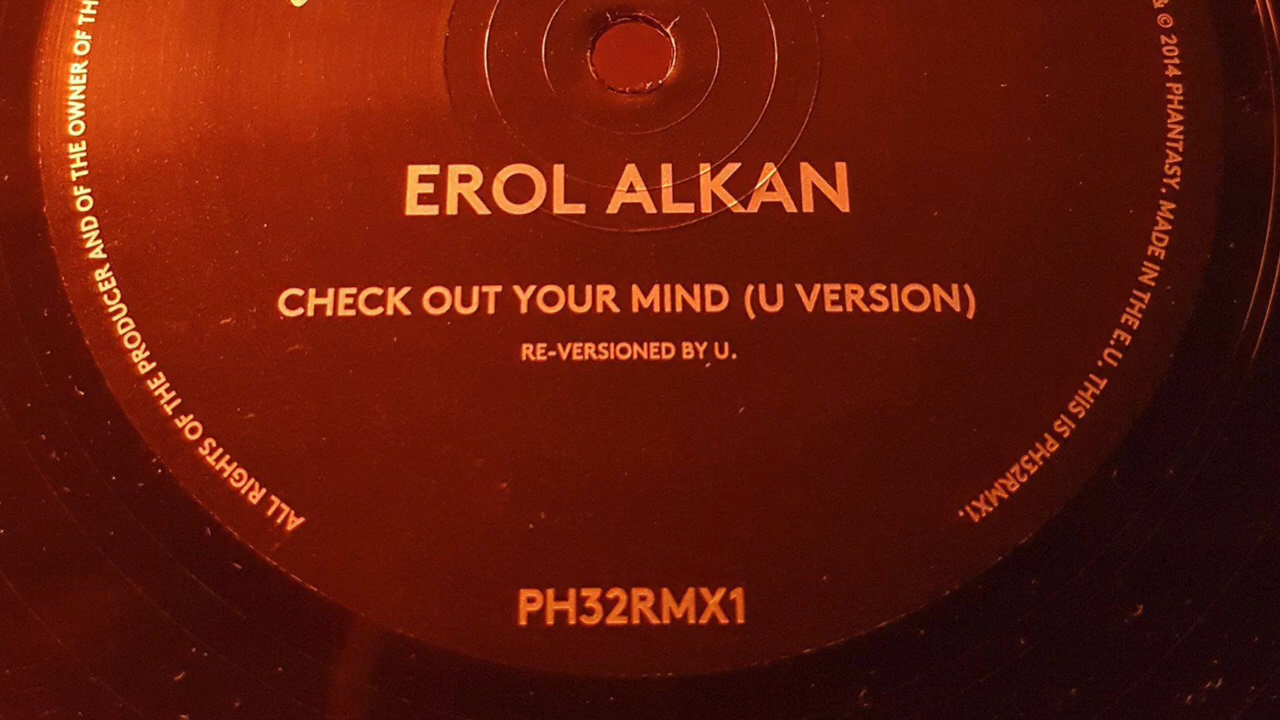 EROL ALKAN
CHECK OUT YOUR MIND (U VERSION)
RE-VERSIONED BY U.
PH32RMX1
ALL RIGHTS OF THE PRODUCER AND OF THE OWNER OF TH
& © 2014 PHANTASY. MADE IN THE E.U. THIS IS PH32RMX1.